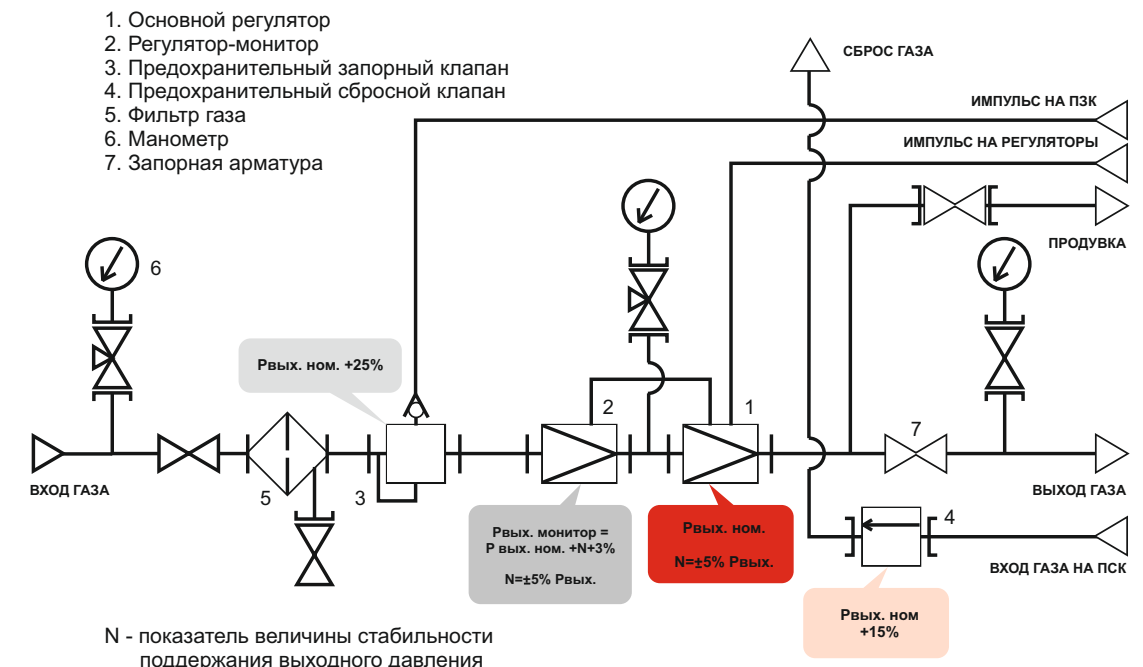 1. Основной регулятор
2. Регулятор-монитор
3. Предохранительный запорный клапан
4. Предохранительный сбросной клапан
5. Фильтр газа
6. Манометр
7. Запорная арматура
СБРОС ГАЗА
ИМПУЛЬС НА ПЗК
ИМПУЛЬС НА РЕГУЛЯТОРЫ
ПРОДУВКА
6
Рвых. ном. +25%
2
1
7
ВХОД ГАЗА
5
3
ВЫХОД ГАЗА
Рвых. монитор =
Р вых. ном. +N+3%
N=±5% Рвых.
Рвых. ном.
N=±5% Рвых.
4
ВХОД ГАЗА НА ПСК
Рвых. ном
+15%
N - показатель величины стабильности
поддержания выходного давления